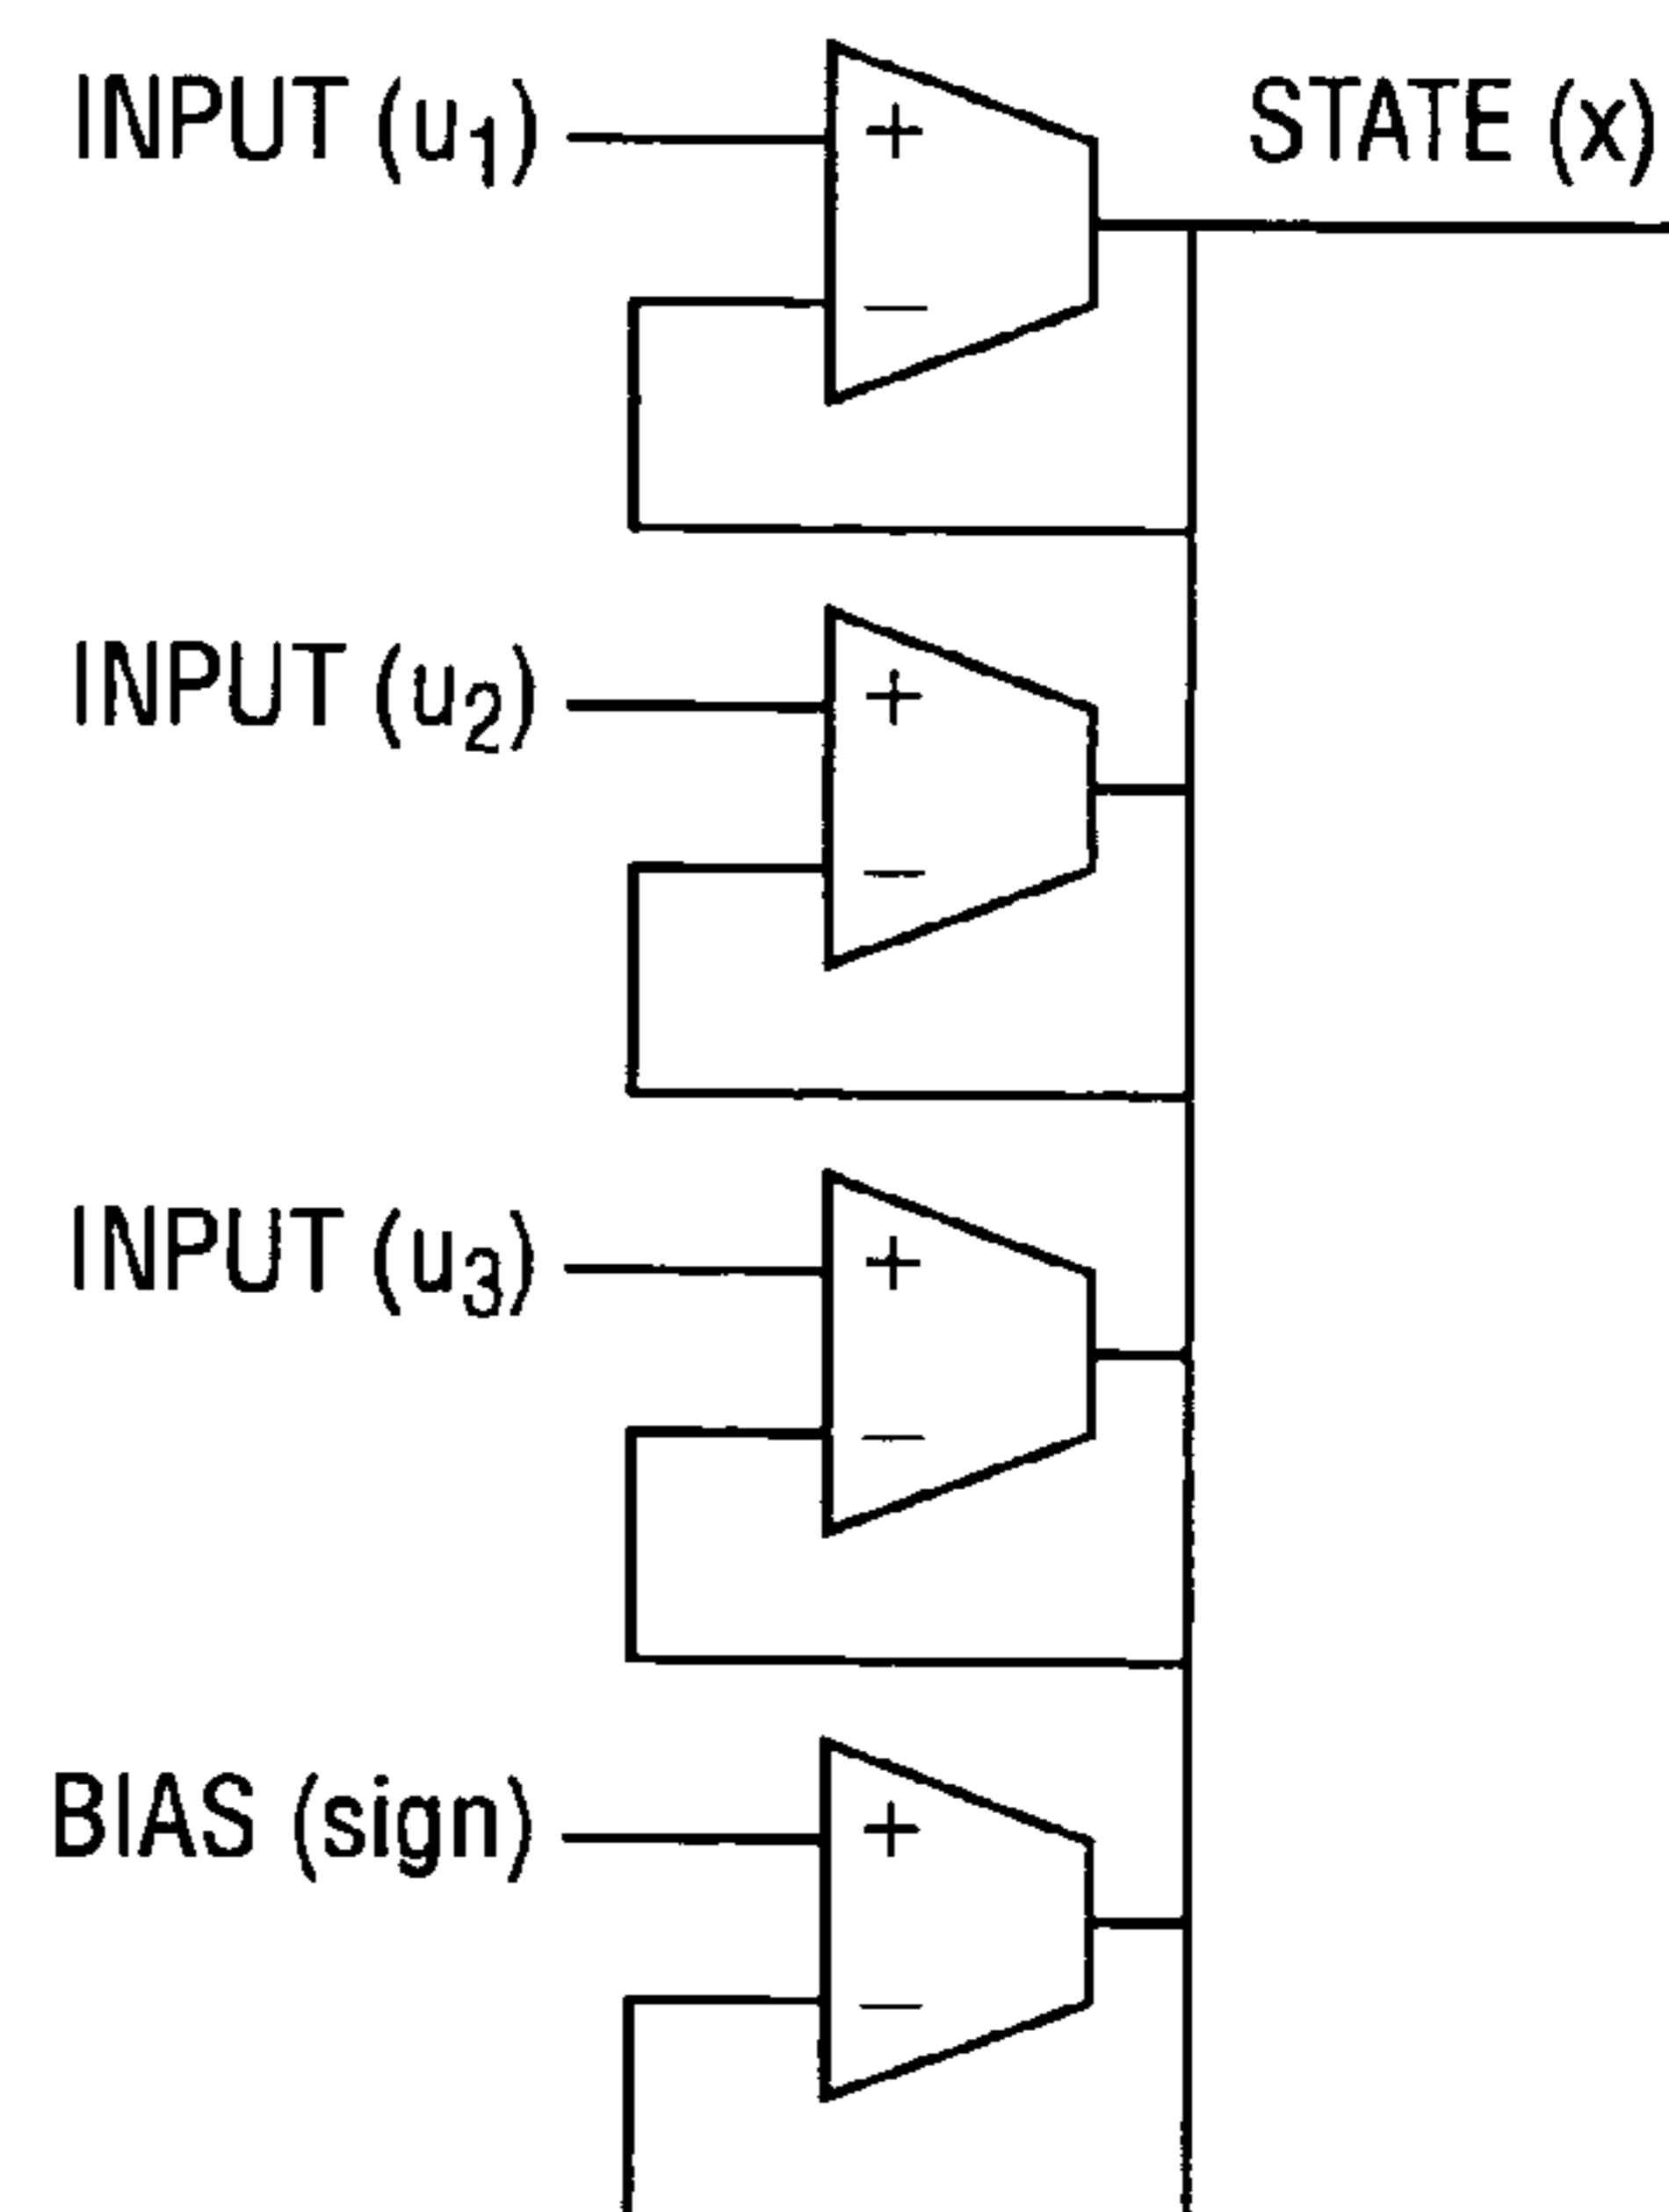 INPUT (u1) STATE (x)
+
−
INPUT (u2)
+
−
INPUT (u3)
+
−
BIAS (sign)
+
−